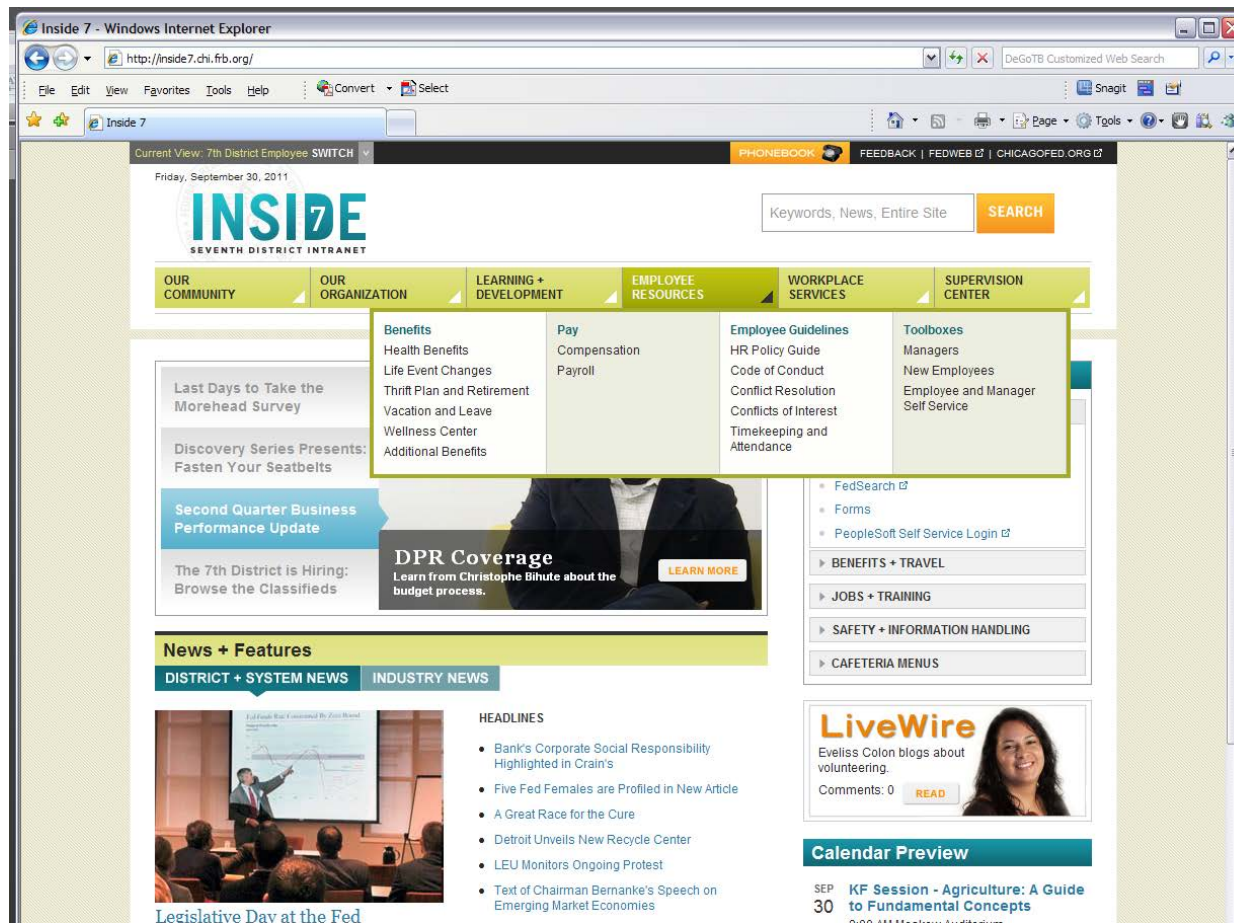 Inside 7 - Windows Internet Explorer
http://inside7.chi.frb.org/
DeGoTB Customized Web Search
File Edit View Favorites Tools Help
Convert Select
Snagit
Inside 7
Page Tools
Current View: 7th District Employee SWITCH
PHONEBOOK
FEEDBACK | FEDWEB | CHICAGOFED.ORG
Friday, September 30, 2011
INSIDE 7
SEVENTH DISTRICT INTRANET
Keywords, News, Entire Site
SEARCH
OUR COMMUNITY
OUR ORGANIZATION
LEARNING + DEVELOPMENT
EMPLOYEE RESOURCES
WORKPLACE SERVICES
SUPERVISION CENTER
Benefits
Health Benefits
Life Event Changes
Thrift Plan and Retirement
Vacation and Leave
Wellness Center
Additional Benefits
Pay
Compensation
Payroll
Employee Guidelines
HR Policy Guide
Code of Conduct
Conflict Resolution
Conflicts of Interest
Timekeeping and
Attendance
Toolboxes
Managers
New Employees
Employee and Manager
Self Service
Last Days to Take the
Morehead Survey
Discovery Series Presents:
Fasten Your Seatbelts
Second Quarter Business
Performance Update
The 7th District is Hiring:
Browse the Classifieds
DPR Coverage
Learn from Christophe Bihute about the
budget process.
LEARN MORE
FedSearch
Forms
PeopleSoft Self Service Login
BENEFITS + TRAVEL
JOBS + TRAINING
SAFETY + INFORMATION HANDLING
CAFETERIA MENUS
News + Features
DISTRICT + SYSTEM NEWS
INDUSTRY NEWS
Legislative Day at the Fed
HEADLINES
Bank's Corporate Social Responsibility
Highlighted in Crain's
Five Fed Females are Profiled in New Article
A Great Race for the Cure
Detroit Unveils New Recycle Center
LEU Monitors Ongoing Protest
Text of Chairman Bernanke's Speech on
Emerging Market Economies
LiveWire
Eveliss Colon blogs about
volunteering.
Comments: 0
READ
Calendar Preview
SEP
30
KF Session - Agriculture: A Guide
to Fundamental Concepts